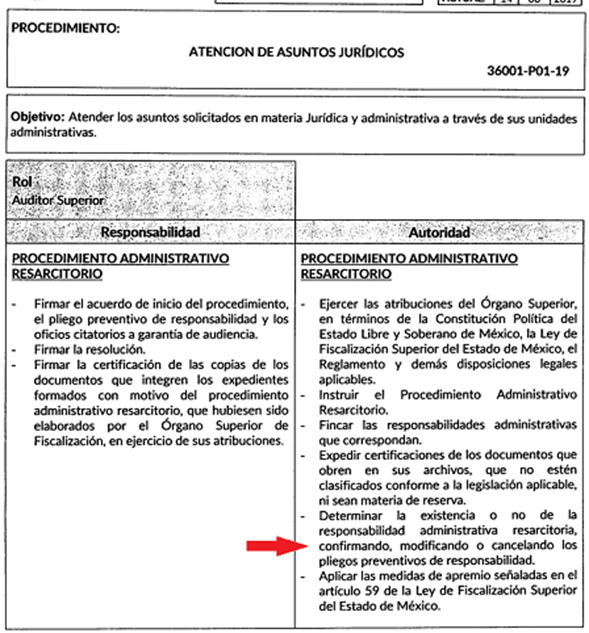 ACTUAL 14 08 2017
PROCEDIMIENTO:
ATENCION DE ASUNTOS JURÍDICOS
36001-P01-19
Objetivo: Atender los asuntos solicitados en materia Jurídica y administrativa a través de sus unidades
administrativas.
Rol
Auditor Superior
Responsabilidad
PROCEDIMIENTO ADMINISTRATIVO
RESARCITORIO
- Firmar el acuerdo de inicio del procedimiento,
el pliego preventivo de responsabilidad y los
oficios citatorios a garantía de audiencia.
- Firmar la resolución.
- Firmar la certificación de las copias de los
documentos que integren los expedientes
formados con motivo del procedimiento
administrativo resarcitorio, que hubiesen sido
elaborados por el Órgano Superior de
Fiscalización, en ejercicio de sus atribuciones.
Autoridad
PROCEDIMIENTO ADMINISTRATIVO
RESARCITORIO
- Ejercer las atribuciones del Órgano Superior,
en términos de la Constitución Política del
Estado Libre y Soberano de México, la Ley de
Fiscalización Superior del Estado de México, el
Reglamento y demás disposiciones legales
aplicables.
- Instruir el Procedimiento Administrativo
Resarcitorio.
- Fincar las responsabilidades administrativas
que correspondan.
- Expedir certificaciones de los documentos que
obren en sus archivos, que no estén
clasificados conforme a la legislación aplicable,
ni sean materia de reserva.
- Determinar la existencia o no de la
responsabilidad administrativa resarcitoria,
confirmando, modificando o cancelando los
pliegos preventivos de responsabilidad.
- Aplicar las medidas de apremio señaladas en el
artículo 59 de la Ley de Fiscalización Superior
del Estado de México.